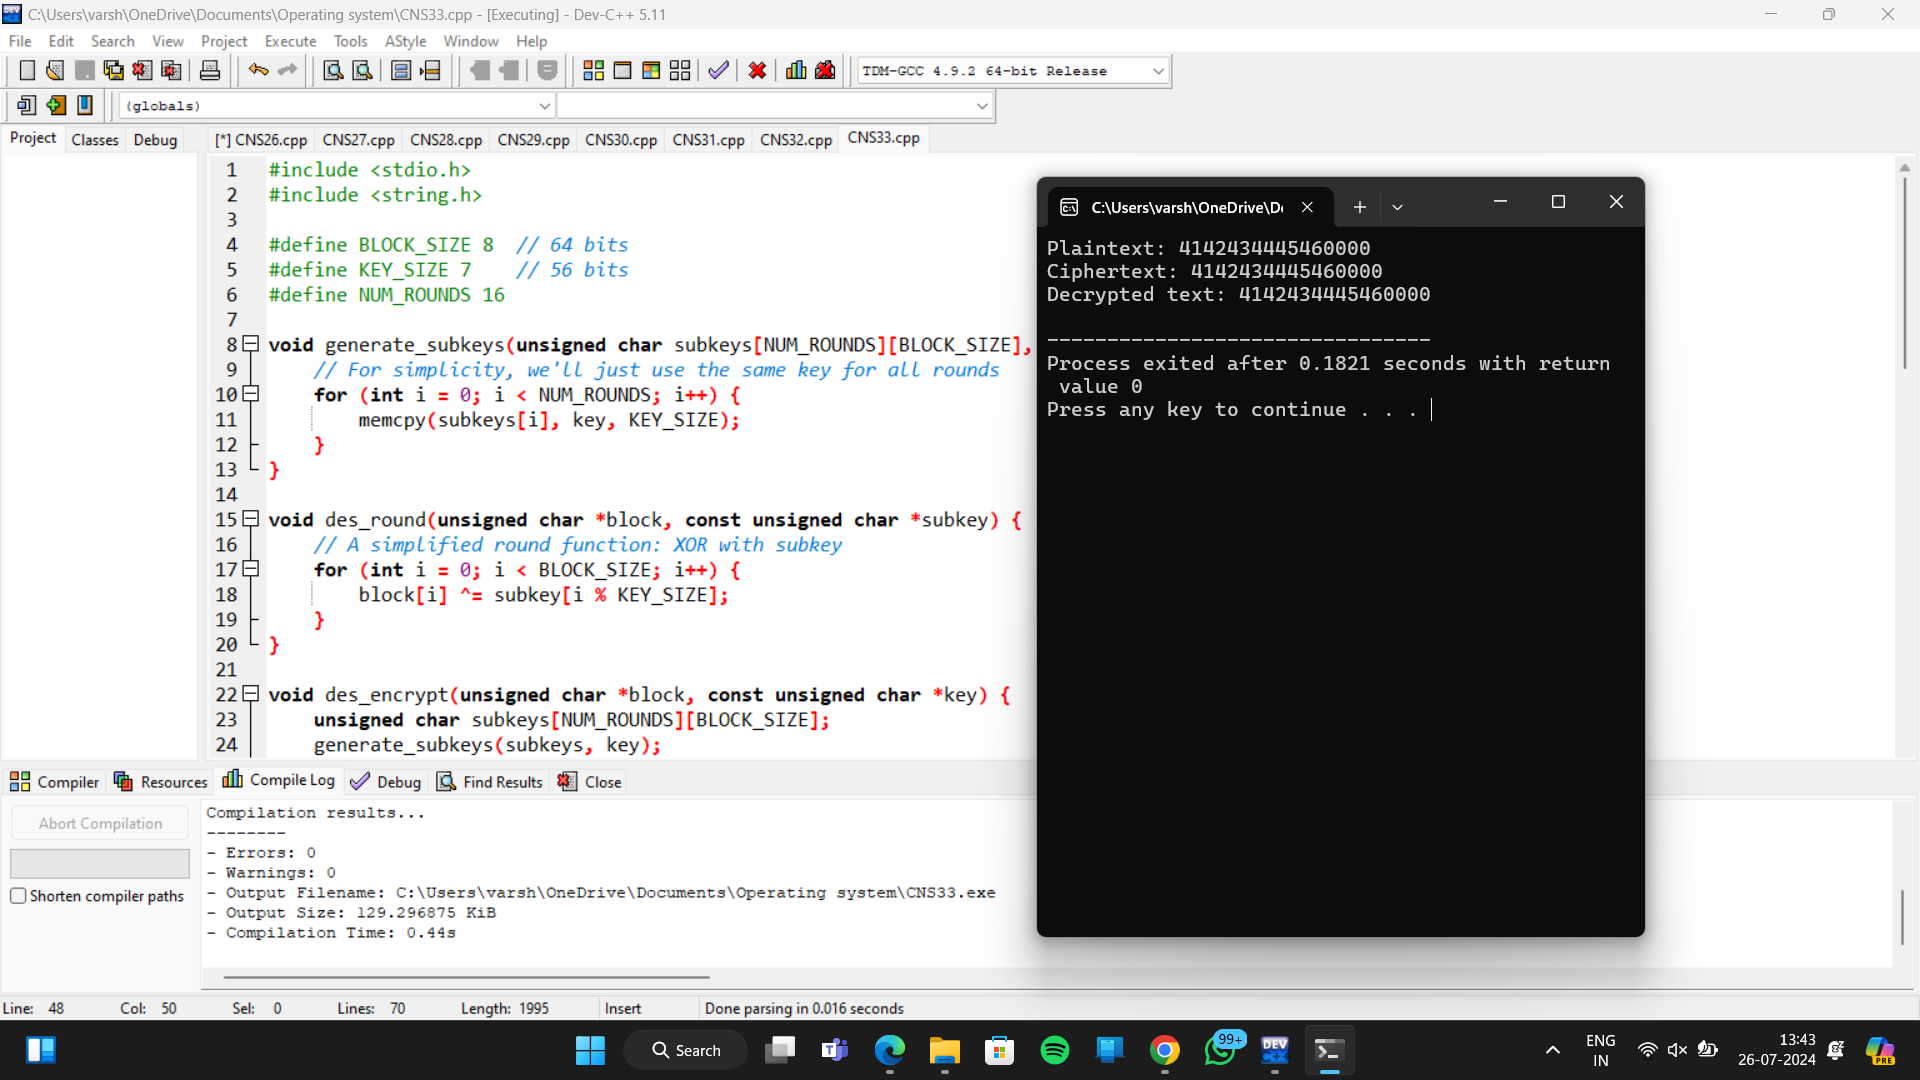 C:\Users\varsh\OneDrive\Documents\Operating system\CNS33.cpp - [Executing] - Dev-C++ 5.11
File Edit Search View Project Execute Tools AStyle Window Help
TDM-GCC 4.9.2 64-bit Release
(globals)
Project Classes Debug
[*] CNS26.cpp CNS27.cpp CNS28.cpp CNS29.cpp CNS30.cpp CNS31.cpp CNS32.cpp CNS33.cpp
1 #include <stdio.h>
2 #include <string.h>
3
4 #define BLOCK_SIZE 8 // 64 bits
5 #define KEY_SIZE 7 // 56 bits
6 #define NUM_ROUNDS 16
7
8 void generate_subkeys(unsigned char subkeys[NUM_ROUNDS][BLOCK_SIZE],
9 // For simplicity, we'll just use the same key for all rounds
10 for (int i = 0; i < NUM_ROUNDS; i++) {
11 memcpy(subkeys[i], key, KEY_SIZE);
12 }
13 }
14
15 void des_round(unsigned char *block, const unsigned char *subkey) {
16 // A simplified round function: XOR with subkey
17 for (int i = 0; i < BLOCK_SIZE; i++) {
18 block[i] ^= subkey[i % KEY_SIZE];
19 }
20 }
21
22 void des_encrypt(unsigned char *block, const unsigned char *key) {
23 unsigned char subkeys[NUM_ROUNDS][BLOCK_SIZE];
24 generate_subkeys(subkeys, key);
C:\Users\varsh\OneDrive\D
Plaintext: 4142434445460000
Ciphertext: 4142434445460000
Decrypted text: 4142434445460000
--------------------------------
Process exited after 0.1821 seconds with return
value 0
Press any key to continue . . .
Compiler Resources Compile Log Debug Find Results Close
Abort Compilation
Shorten compiler paths
Compilation results...
--------
- Errors: 0
- Warnings: 0
- Output Filename: C:\Users\varsh\OneDrive\Documents\Operating system\CNS33.exe
- Output Size: 129.296875 KiB
- Compilation Time: 0.44s
Line: 48 Col: 50 Sel: 0 Lines: 70 Length: 1995 Insert Done parsing in 0.016 seconds
Search
99+
DEV
C++
ENG
IN
13:43
26-07-2024
PRE